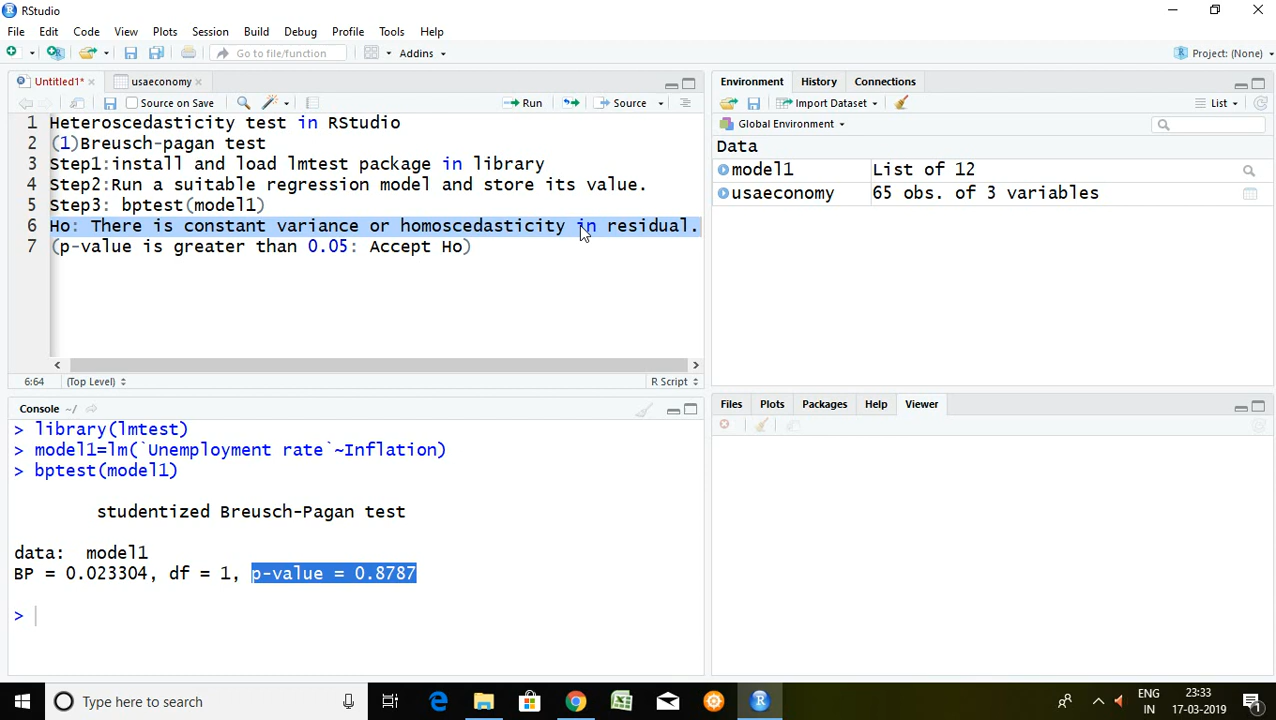 RStudio
File Edit Code View Plots Session Build Debug Profile Tools Help
Go to file/function Addins Project: (None)
Untitled1* usaeconomy
Source on Save Run Source
1 Heteroscedasticity test in RStudio
2 (1)Breusch-pagan test
3 Step1:install and load lmtest package in library
4 Step2:Run a suitable regression model and store its value.
5 Step3: bptest(model1)
6 Ho: There is constant variance or homoscedasticity in residual.
7 (p-value is greater than 0.05: Accept Ho)
6:64 (Top Level) R Script
Console ~/
> library(lmtest)
> model1=lm(`Unemployment rate`~Inflation)
> bptest(model1)
studentized Breusch-Pagan test
data: model1
BP = 0.023304, df = 1, p-value = 0.8787
>
Environment History Connections
Import Dataset List
Global Environment
Data
model1 List of 12
usaeconomy 65 obs. of 3 variables
Files Plots Packages Help Viewer
Type here to search
ENG
IN
23:33
17-03-2019
1